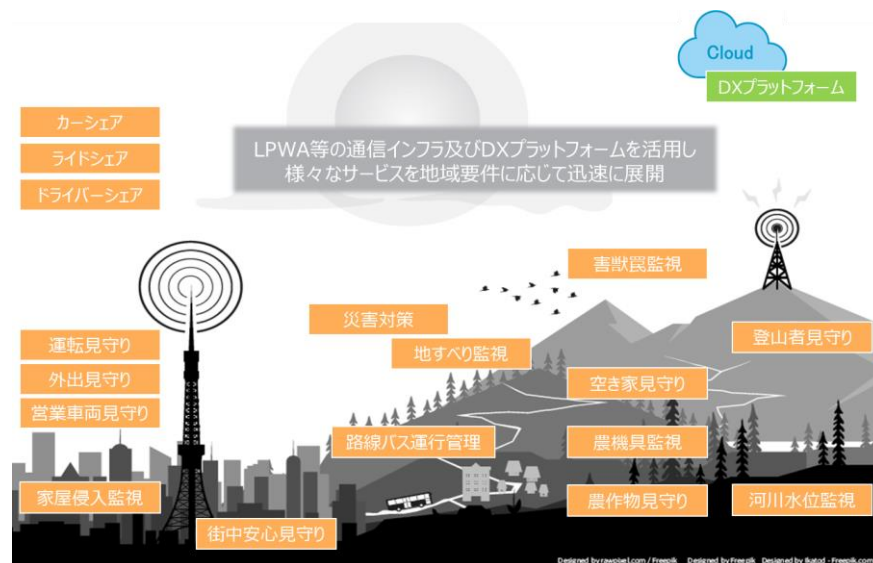 Cloud
DXプラットフォーム
カーシェア
ライドシェア
ドライバーシェア
LPWA等の通信インフラ及びDXプラットフォームを活用し
様々なサービスを地域要件に応じて迅速に展開
害獣罠監視
災害対策
地すべり監視
登山者見守り
運転見守り
外出見守り
営業車両見守り
空き家見守り
路線バス運行管理
農機具監視
家屋侵入監視
農作物見守り
河川水位監視
街中安心見守り
Designed by rawpixel.com / Freepik Designed by Freepik Designed by tkatod - Freepik.com